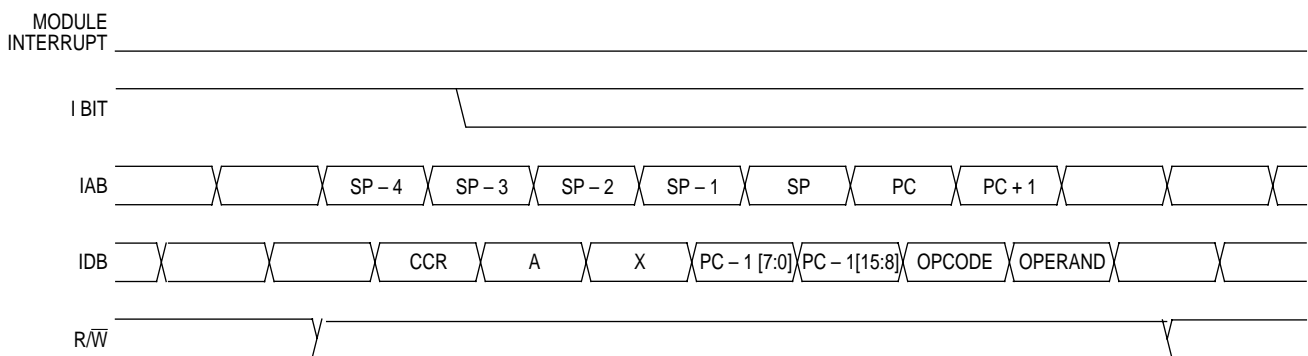 MODULE
INTERRUPT
I BIT
IAB SP – 4 SP – 3 SP – 2 SP – 1 SP PC PC + 1
IDB CCR A X PC – 1 [7:0] PC – 1[15:8] OPCODE OPERAND
R/W̅